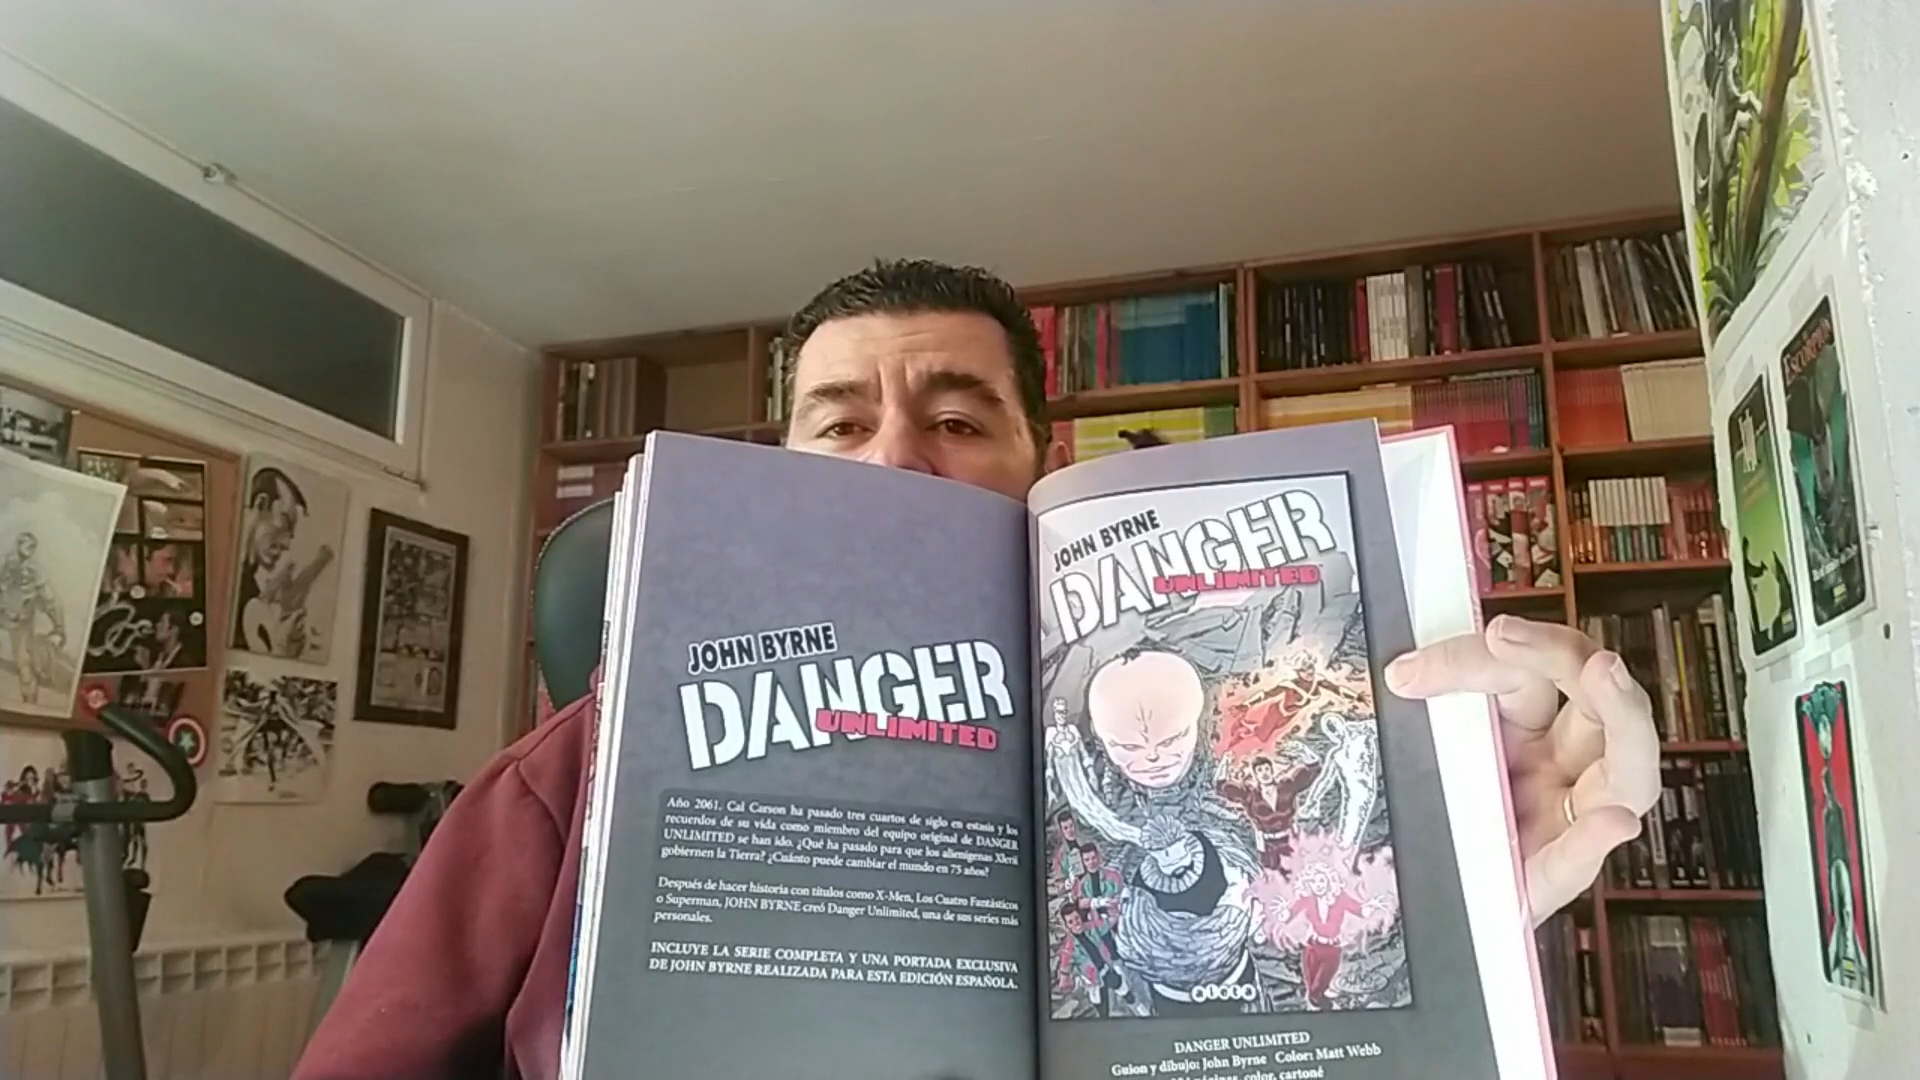 JOHN BYRNE
DANGER
UNLIMITED
Año 2061. Cal Carson ha pasado tres cuartos de siglo en estasis y los
recuerdos de su vida como miembro del equipo original de DANGER
UNLIMITED se han ido. ¿Qué ha pasado para que los alienígenas Xlerii
gobiernen la Tierra? ¿Cuánto puede cambiar el mundo en 75 años?
Después de hacer historia con títulos como X-Men, Los Cuatro Fantásticos
o Superman, JOHN BYRNE creó Danger Unlimited, una de sus series más
personales.
INCLUYE LA SERIE COMPLETA Y UNA PORTADA EXCLUSIVA
DE JOHN BYRNE REALIZADA PARA ESTA EDICIÓN ESPAÑOLA.
JOHN BYRNE
DANGER
UNLIMITED
aleta
DANGER UNLIMITED
Guion y dibujo: John Byrne Color: Matt Webb
páginas, color, cartoné